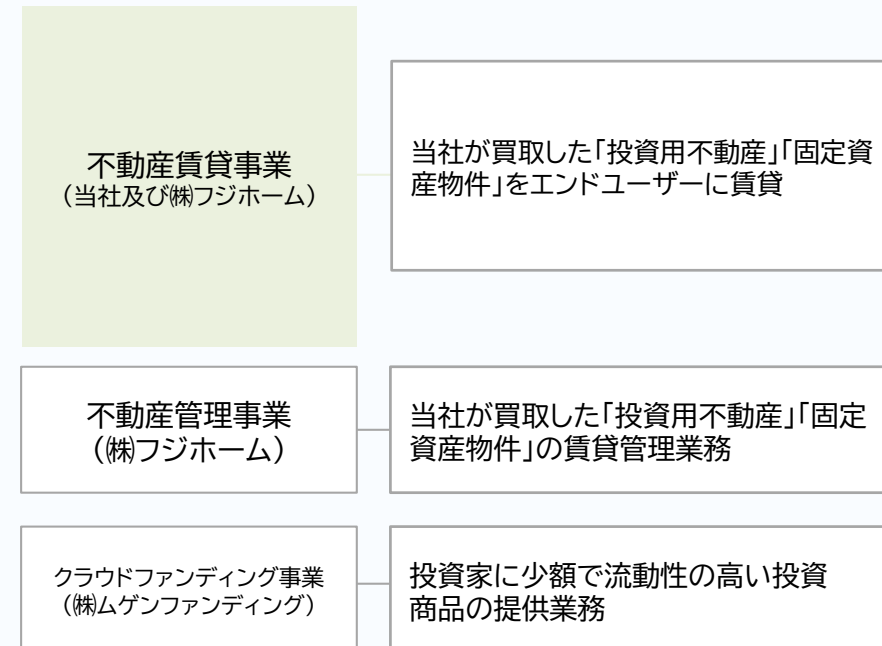 不動産賃貸事業
（当社及び㈱フジホーム）
当社が買取した「投資用不動産」「固定資
産物件」をエンドユーザーに賃貸
不動産管理事業
（㈱フジホーム）
当社が買取した「投資用不動産」「固定
資産物件」の賃貸管理業務
クラウドファンディング事業
（㈱ムゲンファンディング）
投資家に少額で流動性の高い投資
商品の提供業務